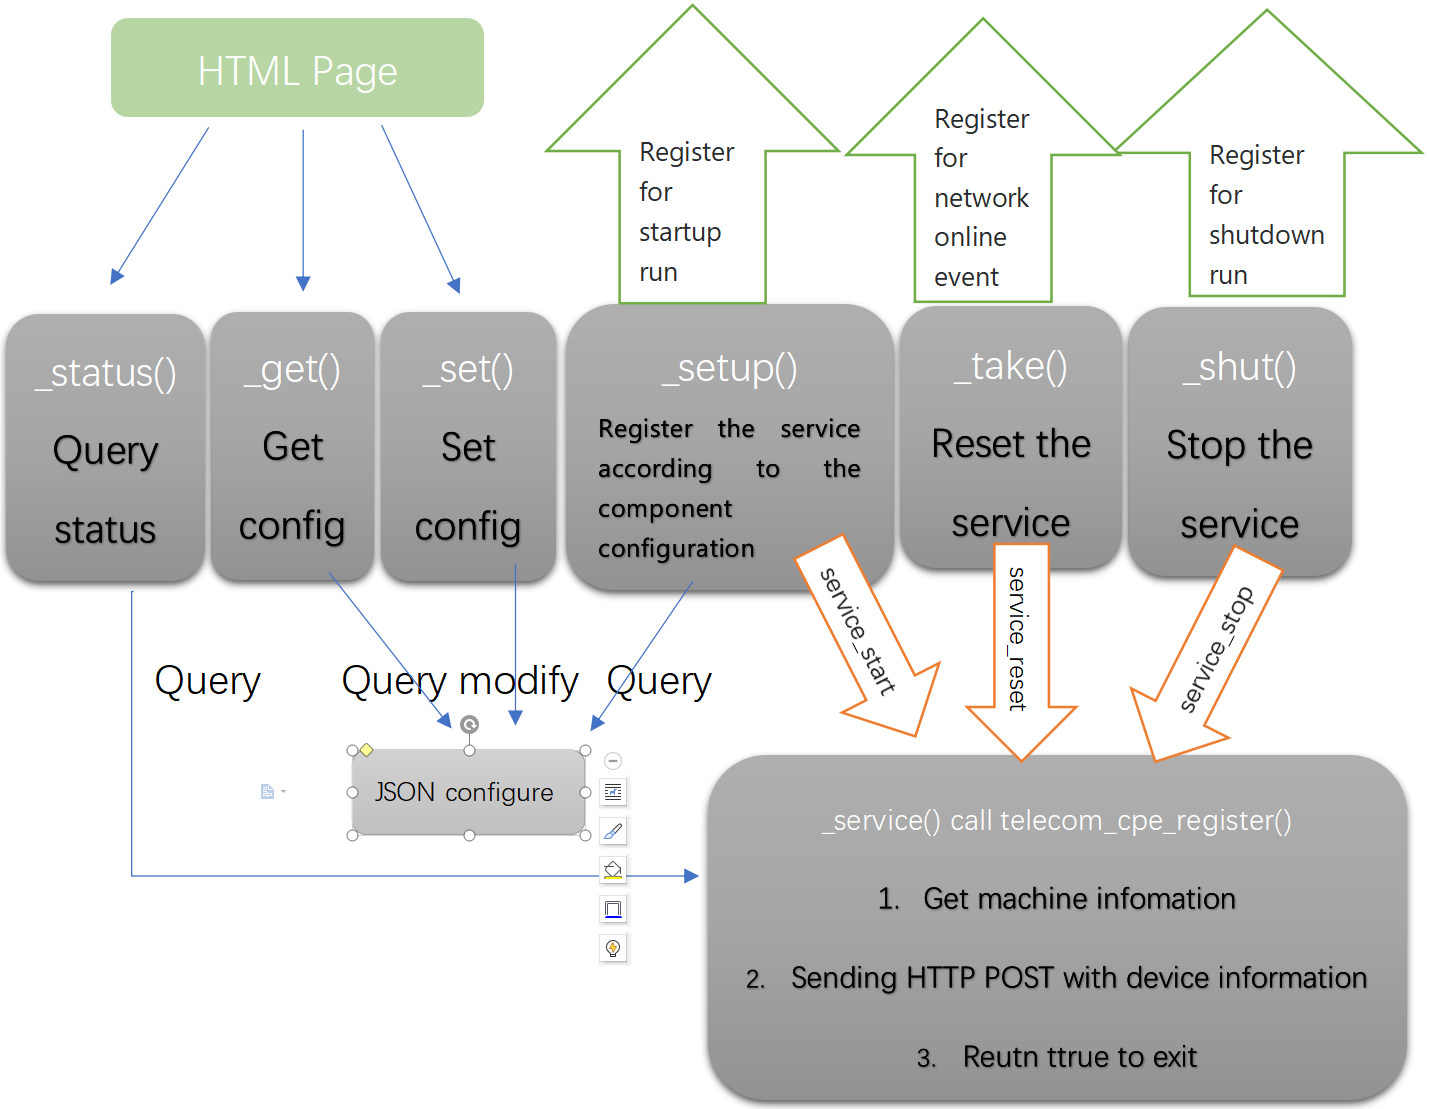 HTML Page
Register
for
startup
run
Register
for
network
online
event
Register
for
shutdown
run
_status()
Query
status
_get()
Get
config
_set()
Set
config
_setup()
Register the service
according to the
component
configuration
_take()
Reset the
service
_shut()
Stop the
service
service_start
service_reset
service_stop
Query
Query modify
Query
JSON configure
_service() call telecom_cpe_register()
1. Get machine infomation
2. Sending HTTP POST with device information
3. Reutn ttrue to exit